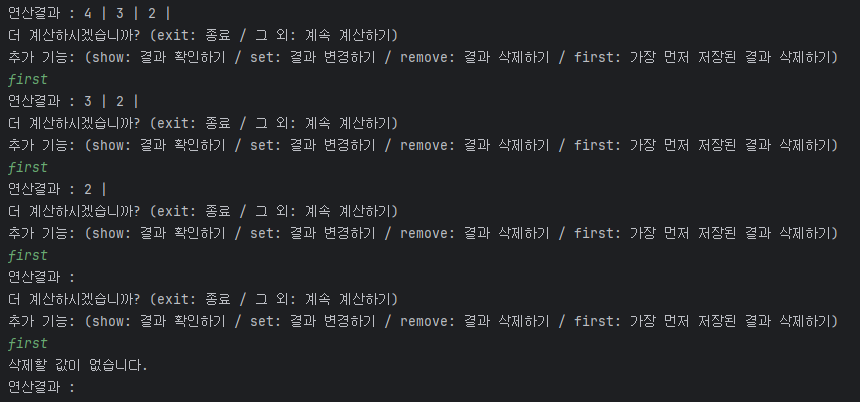 연산결과 : 4 | 3 | 2 |
더 계산하시겠습니까? (exit: 종료 / 그 외: 계속 계산하기)
추가 기능: (show: 결과 확인하기 / set: 결과 변경하기 / remove: 결과 삭제하기 / first: 가장 먼저 저장된 결과 삭제하기)
first
연산결과 : 3 | 2 |
더 계산하시겠습니까? (exit: 종료 / 그 외: 계속 계산하기)
추가 기능: (show: 결과 확인하기 / set: 결과 변경하기 / remove: 결과 삭제하기 / first: 가장 먼저 저장된 결과 삭제하기)
first
연산결과 : 2 |
더 계산하시겠습니까? (exit: 종료 / 그 외: 계속 계산하기)
추가 기능: (show: 결과 확인하기 / set: 결과 변경하기 / remove: 결과 삭제하기 / first: 가장 먼저 저장된 결과 삭제하기)
first
연산결과 :
더 계산하시겠습니까? (exit: 종료 / 그 외: 계속 계산하기)
추가 기능: (show: 결과 확인하기 / set: 결과 변경하기 / remove: 결과 삭제하기 / first: 가장 먼저 저장된 결과 삭제하기)
first
삭제할 값이 없습니다.
연산결과 :